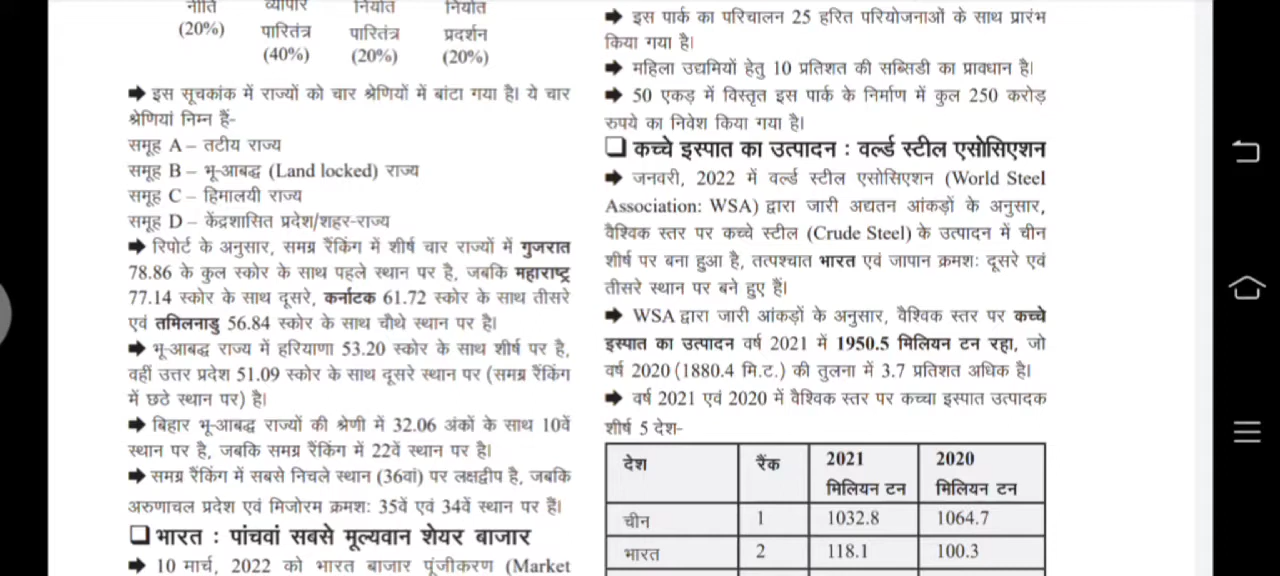 नीति व्यापार निर्यात निर्यात
(20%) पारितंत्र पारितंत्र प्रदर्शन
(40%) (20%) (20%)
➡ इस सूचकांक में राज्यों को चार श्रेणियों में बांटा गया है। ये चार
श्रेणियां निम्न हैं-
समूह A – तटीय राज्य
समूह B – भू-आबद्ध (Land locked) राज्य
समूह C – हिमालयी राज्य
समूह D – केंद्रशासित प्रदेश/शहर-राज्य
➡ रिपोर्ट के अनुसार, समग्र रैंकिंग में शीर्ष चार राज्यों में गुजरात
78.86 के कुल स्कोर के साथ पहले स्थान पर है, जबकि महाराष्ट्र
77.14 स्कोर के साथ दूसरे, कर्नाटक 61.72 स्कोर के साथ तीसरे
एवं तमिलनाडु 56.84 स्कोर के साथ चौथे स्थान पर है।
➡ भू-आबद्ध राज्य में हरियाणा 53.20 स्कोर के साथ शीर्ष पर है,
वहीं उत्तर प्रदेश 51.09 स्कोर के साथ दूसरे स्थान पर (समग्र रैंकिंग
में छठे स्थान पर) है।
➡ बिहार भू-आबद्ध राज्यों की श्रेणी में 32.06 अंकों के साथ 10वें
स्थान पर है, जबकि समग्र रैंकिंग में 22वें स्थान पर है।
➡ समग्र रैंकिंग में सबसे निचले स्थान (36वां) पर लक्षद्वीप है, जबकि
अरुणाचल प्रदेश एवं मिजोरम क्रमशः 35वें एवं 34वें स्थान पर हैं।
❑ भारत : पांचवां सबसे मूल्यवान शेयर बाजार
➡ 10 मार्च, 2022 को भारत बाजार पूंजीकरण (Market
➡ इस पार्क का परिचालन 25 हरित परियोजनाओं के साथ प्रारंभ
किया गया है।
➡ महिला उद्यमियों हेतु 10 प्रतिशत की सब्सिडी का प्रावधान है।
➡ 50 एकड़ में विस्तृत इस पार्क के निर्माण में कुल 250 करोड़
रुपये का निवेश किया गया है।
❑ कच्चे इस्पात का उत्पादन : वर्ल्ड स्टील एसोसिएशन
➡ जनवरी, 2022 में वर्ल्ड स्टील एसोसिएशन (World Steel
Association: WSA) द्वारा जारी अद्यतन आंकड़ों के अनुसार,
वैश्विक स्तर पर कच्चे स्टील (Crude Steel) के उत्पादन में चीन
शीर्ष पर बना हुआ है, तत्पश्चात भारत एवं जापान क्रमशः दूसरे एवं
तीसरे स्थान पर बने हुए हैं।
➡ WSA द्वारा जारी आंकड़ों के अनुसार, वैश्विक स्तर पर कच्चे
इस्पात का उत्पादन वर्ष 2021 में 1950.5 मिलियन टन रहा, जो
वर्ष 2020 (1880.4 मि.ट.) की तुलना में 3.7 प्रतिशत अधिक है।
➡ वर्ष 2021 एवं 2020 में वैश्विक स्तर पर कच्चा इस्पात उत्पादक
शीर्ष 5 देश-
देश रैंक 2021 2020
मिलियन टन मिलियन टन
चीन 1 1032.8 1064.7
भारत 2 118.1 100.3